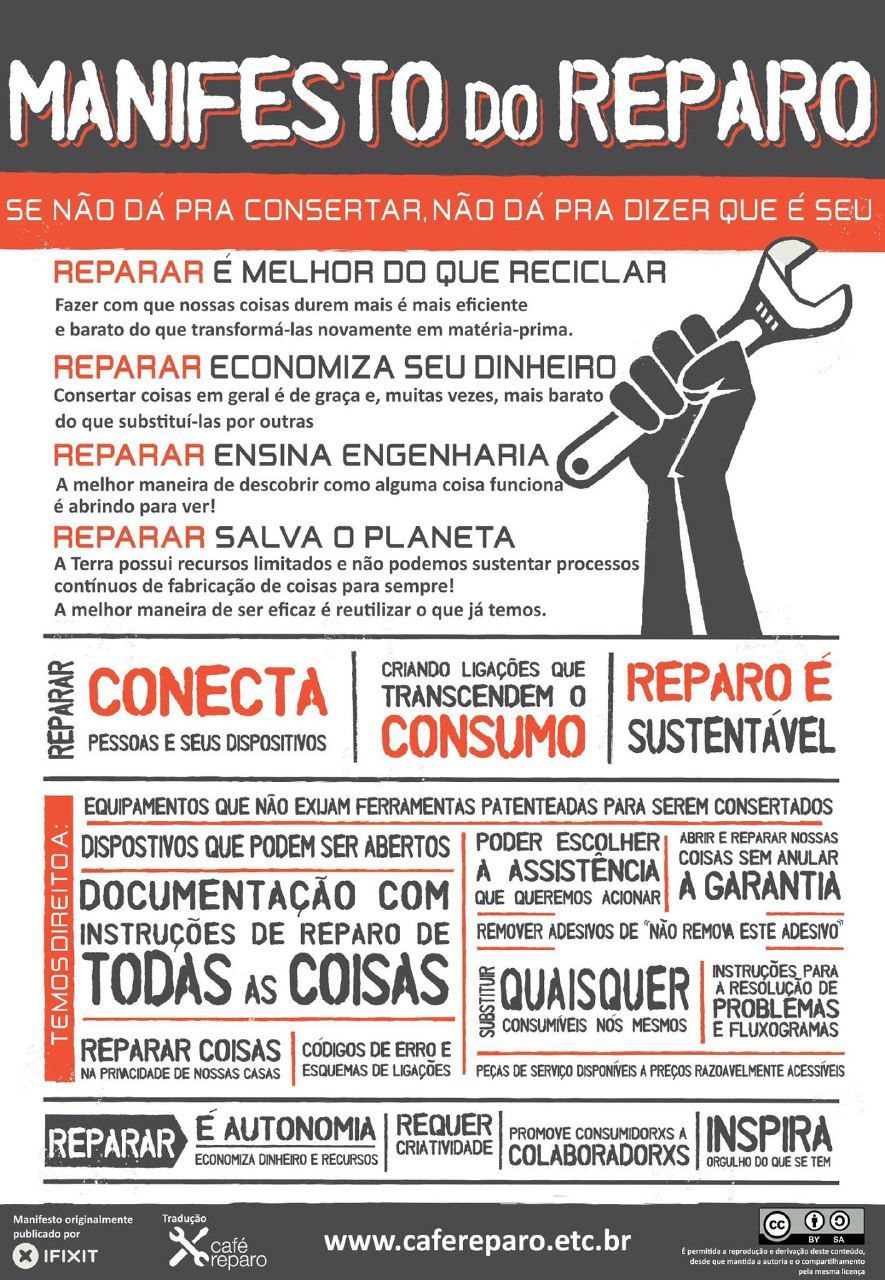 MANIFESTO DO REPARO
SE NÃO DÁ PRA CONSERTAR, NÃO DÁ PRA DIZER QUE É SEU
REPARAR É MELHOR DO QUE RECICLAR
Fazer com que nossas coisas durem mais é mais eficiente
e barato do que transformá-las novamente em matéria-prima.
REPARAR ECONOMIZA SEU DINHEIRO
Consertar coisas em geral é de graça e, muitas vezes, mais barato
do que substituí-las por outras
REPARAR ENSINA ENGENHARIA
A melhor maneira de descobrir como alguma coisa funciona
é abrindo para ver!
REPARAR SALVA O PLANETA
A Terra possui recursos limitados e não podemos sustentar processos
contínuos de fabricação de coisas para sempre!
A melhor maneira de ser eficaz é reutilizar o que já temos.
REPARAR
CONECTA
PESSOAS E SEUS DISPOSITIVOS
CRIANDO LIGAÇÕES QUE
TRANSCENDEM O
CONSUMO
REPARO É
SUSTENTÁVEL
TEMOS DIREITO A:
EQUIPAMENTOS QUE NÃO EXIJAM FERRAMENTAS PATENTEADAS PARA SEREM CONSERTADOS
DISPOSTIVOS QUE PODEM SER ABERTOS
DOCUMENTAÇÃO COM
INSTRUÇÕES DE REPARO DE
TODAS AS COISAS
REPARAR COISAS
NA PRIVACIDADE DE NOSSAS CASAS
CÓDIGOS DE ERRO E
ESQUEMAS DE LIGAÇÕES
PODER ESCOLHER
A ASSISTÊNCIA
QUE QUEREMOS ACIONAR
ABRIR E REPARAR NOSSAS
COISAS SEM ANULAR
A GARANTIA
REMOVER ADESIVOS DE "NÃO REMOVA ESTE ADESIVO"
SUBSTITUIR
QUAISQUER
CONSUMÍVEIS NÓS MESMOS
INSTRUÇÕES PARA
A RESOLUÇÃO DE
PROBLEMAS
E FLUXOGRAMAS
PEÇAS DE SERVIÇO DISPONÍVEIS A PREÇOS RAZOAVELMENTE ACESSÍVEIS
REPARAR
É AUTONOMIA
ECONOMIZA DINHEIRO E RECURSOS
REQUER
CRIATIVIDADE
PROMOVE CONSUMIDORXS A
COLABORADORXS
INSPIRA
ORGULHO DO QUE SE TEM
Manifesto originalmente
publicado por
IFIXIT
Tradução
café
reparo
www.cafereparo.etc.br
cc
BY SA
É permitida a reprodução e derivação deste conteúdo,
desde que mantida a autoria e o compartilhamento
pela mesma licença